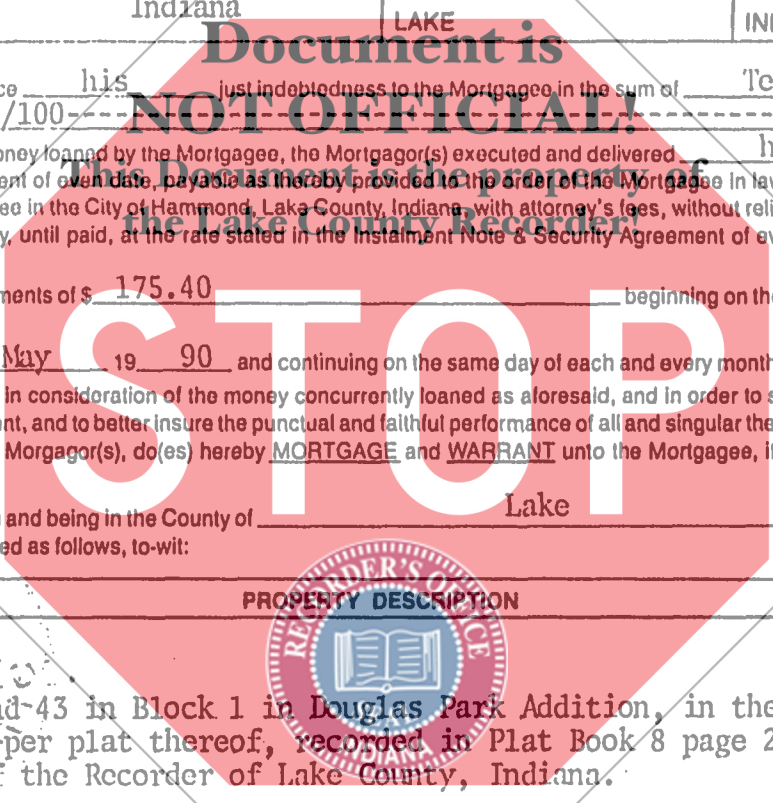 Indiana LAKE
Document is
his just indebtedness to the Mortgagee in the sum of
/100
NOT OFFICIAL!
loaned by the Mortgagee, the Mortgagor(s) executed and delivered
This Document is the property of
of even date, payable as thereby provided to the order of the Mortgagee in
in the City of Hammond, Lake County, Indiana, with attorney's fees, without
the Lake County Recorder!
until paid, at the rate stated in the Instalment Note & Security Agreement of
of $ 175.40 beginning on the
STOP
May 19 90 and continuing on the same day of each and every month
in consideration of the money concurrently loaned as aforesaid, and in order to
and to better insure the punctual and faithful performance of all and singular the
Morgagor(s), do(es) hereby MORTGAGE and WARRANT unto the Mortgagee,
and being in the County of Lake
as follows, to-wit:
RECORDER'S OFFICE
PROPERTY DESCRIPTION
43 in Block 1 in Douglas Park Addition, in the
per plat thereof, recorded in Plat Book 8 page
INDIANA
the Recorder of Lake County, Indiana.